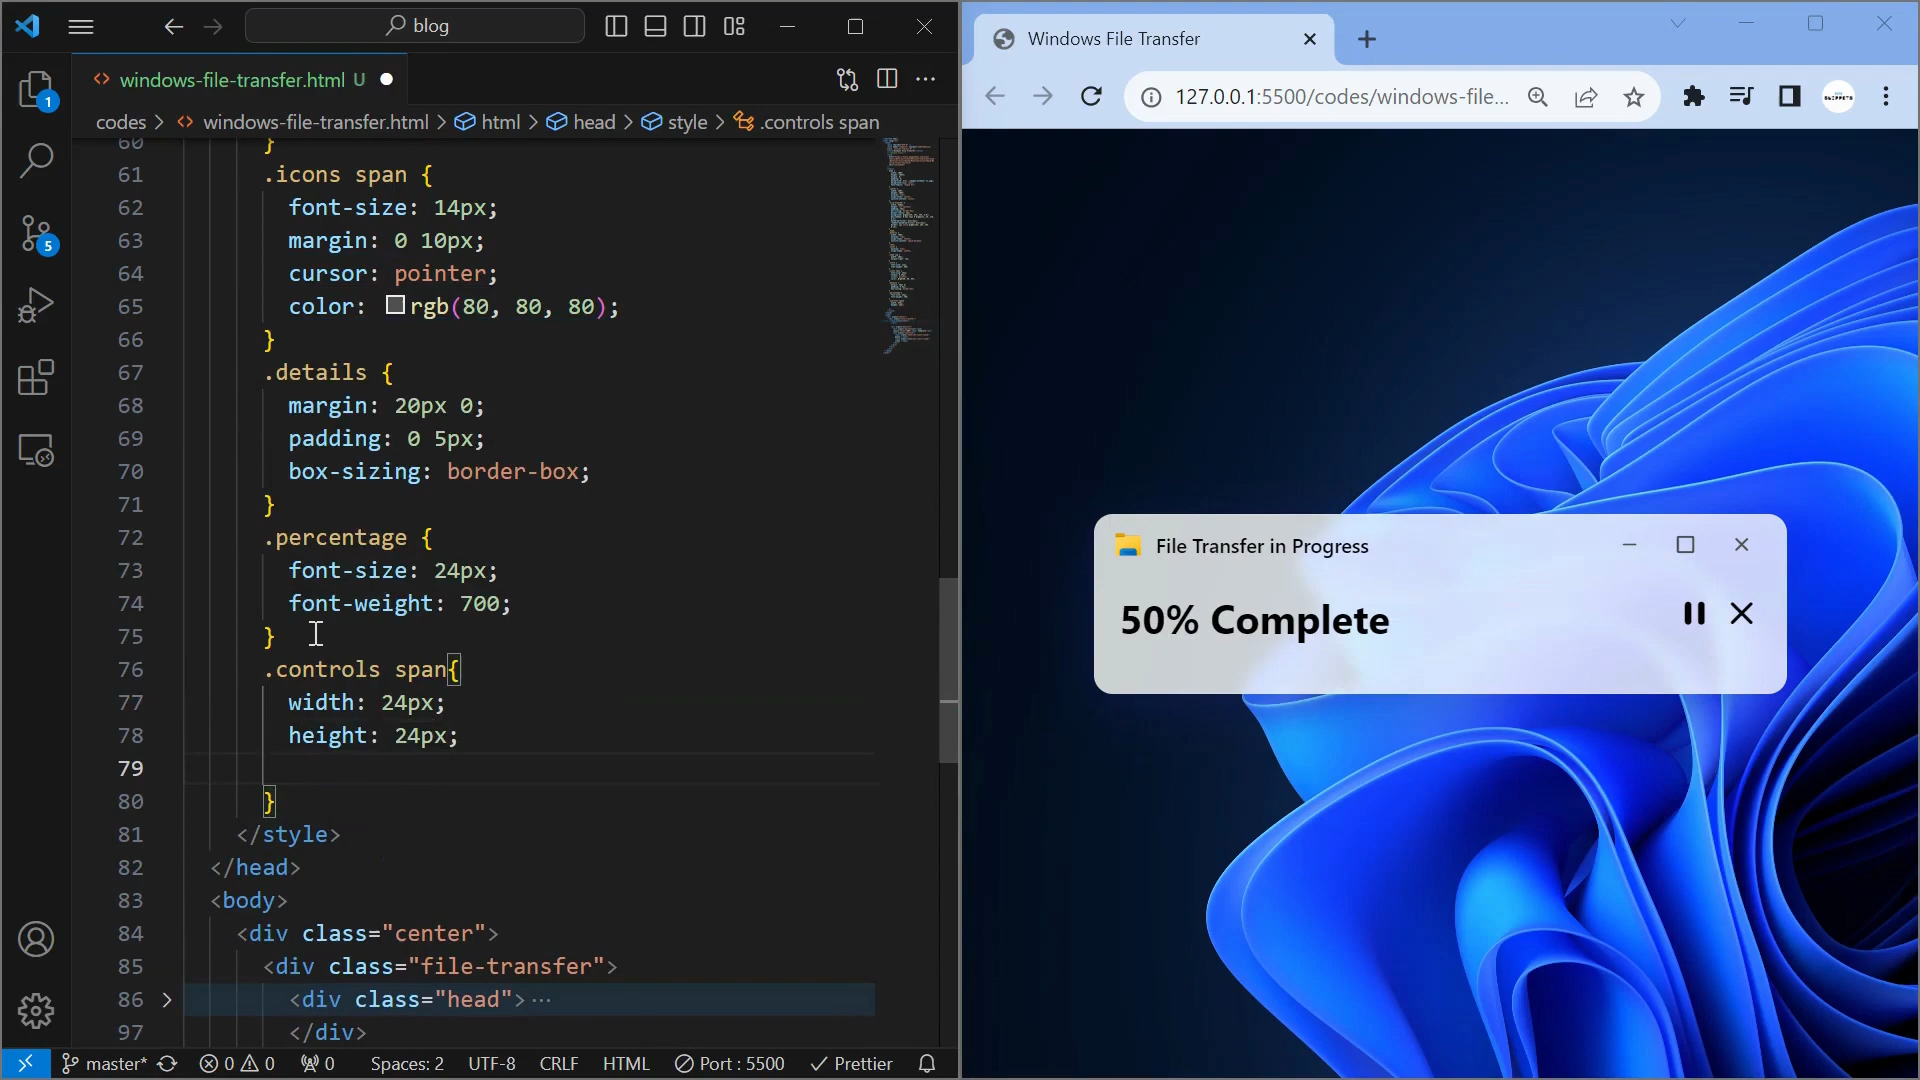 blog
windows-file-transfer.html U
codes > windows-file-transfer.html > html > head > style > .controls span
60 }
61 .icons span {
62 font-size: 14px;
63 margin: 0 10px;
64 cursor: pointer;
65 color: rgb(80, 80, 80);
66 }
67 .details {
68 margin: 20px 0;
69 padding: 0 5px;
70 box-sizing: border-box;
71 }
72 .percentage {
73 font-size: 24px;
74 font-weight: 700;
75 }
76 .controls span{
77 width: 24px;
78 height: 24px;
79
80 }
81 </style>
82 </head>
83 <body>
84 <div class="center">
85 <div class="file-transfer">
86 <div class="head"> ...
97 </div>
1
5
master* 0 0 0 Spaces: 2 UTF-8 CRLF HTML Port : 5500 Prettier
Windows File Transfer
127.0.0.1:5500/codes/windows-file...
File Transfer in Progress
50% Complete